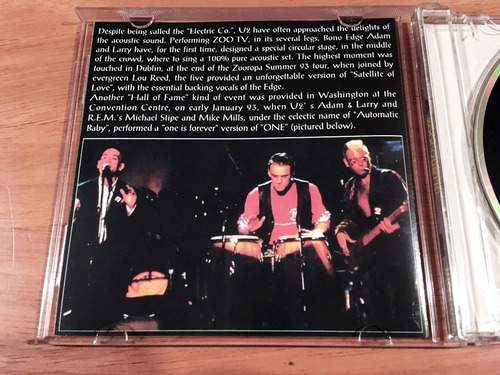 Despite being called the "Electric Co.", U2 have often approached the delights of
the acoustic sound. Performing ZOO TV, in its several legs, Bono Edge Adam
and Larry have, for the first time, designed a special circular stage, in the middle
of the crowd, where to sing a 100% pure acoustic set. The highest moment was
touched in Dublin, at the end of the Zooropa Summer 93 tour, when joined by
evergreen Lou Reed, the five provided an unforgettable version of "Satellite of
Love", with the essential backing vocals of the Edge.
Another "Hall of Fame" kind of event was provided in Washington at the
Convention Centre, on early January 93, when U2' s Adam & Larry and
R.E.M.'s Michael Stipe and Mike Mills, under the eclectic name of "Automatic
Baby", performed a "one is forever" version of "ONE" (pictured below).